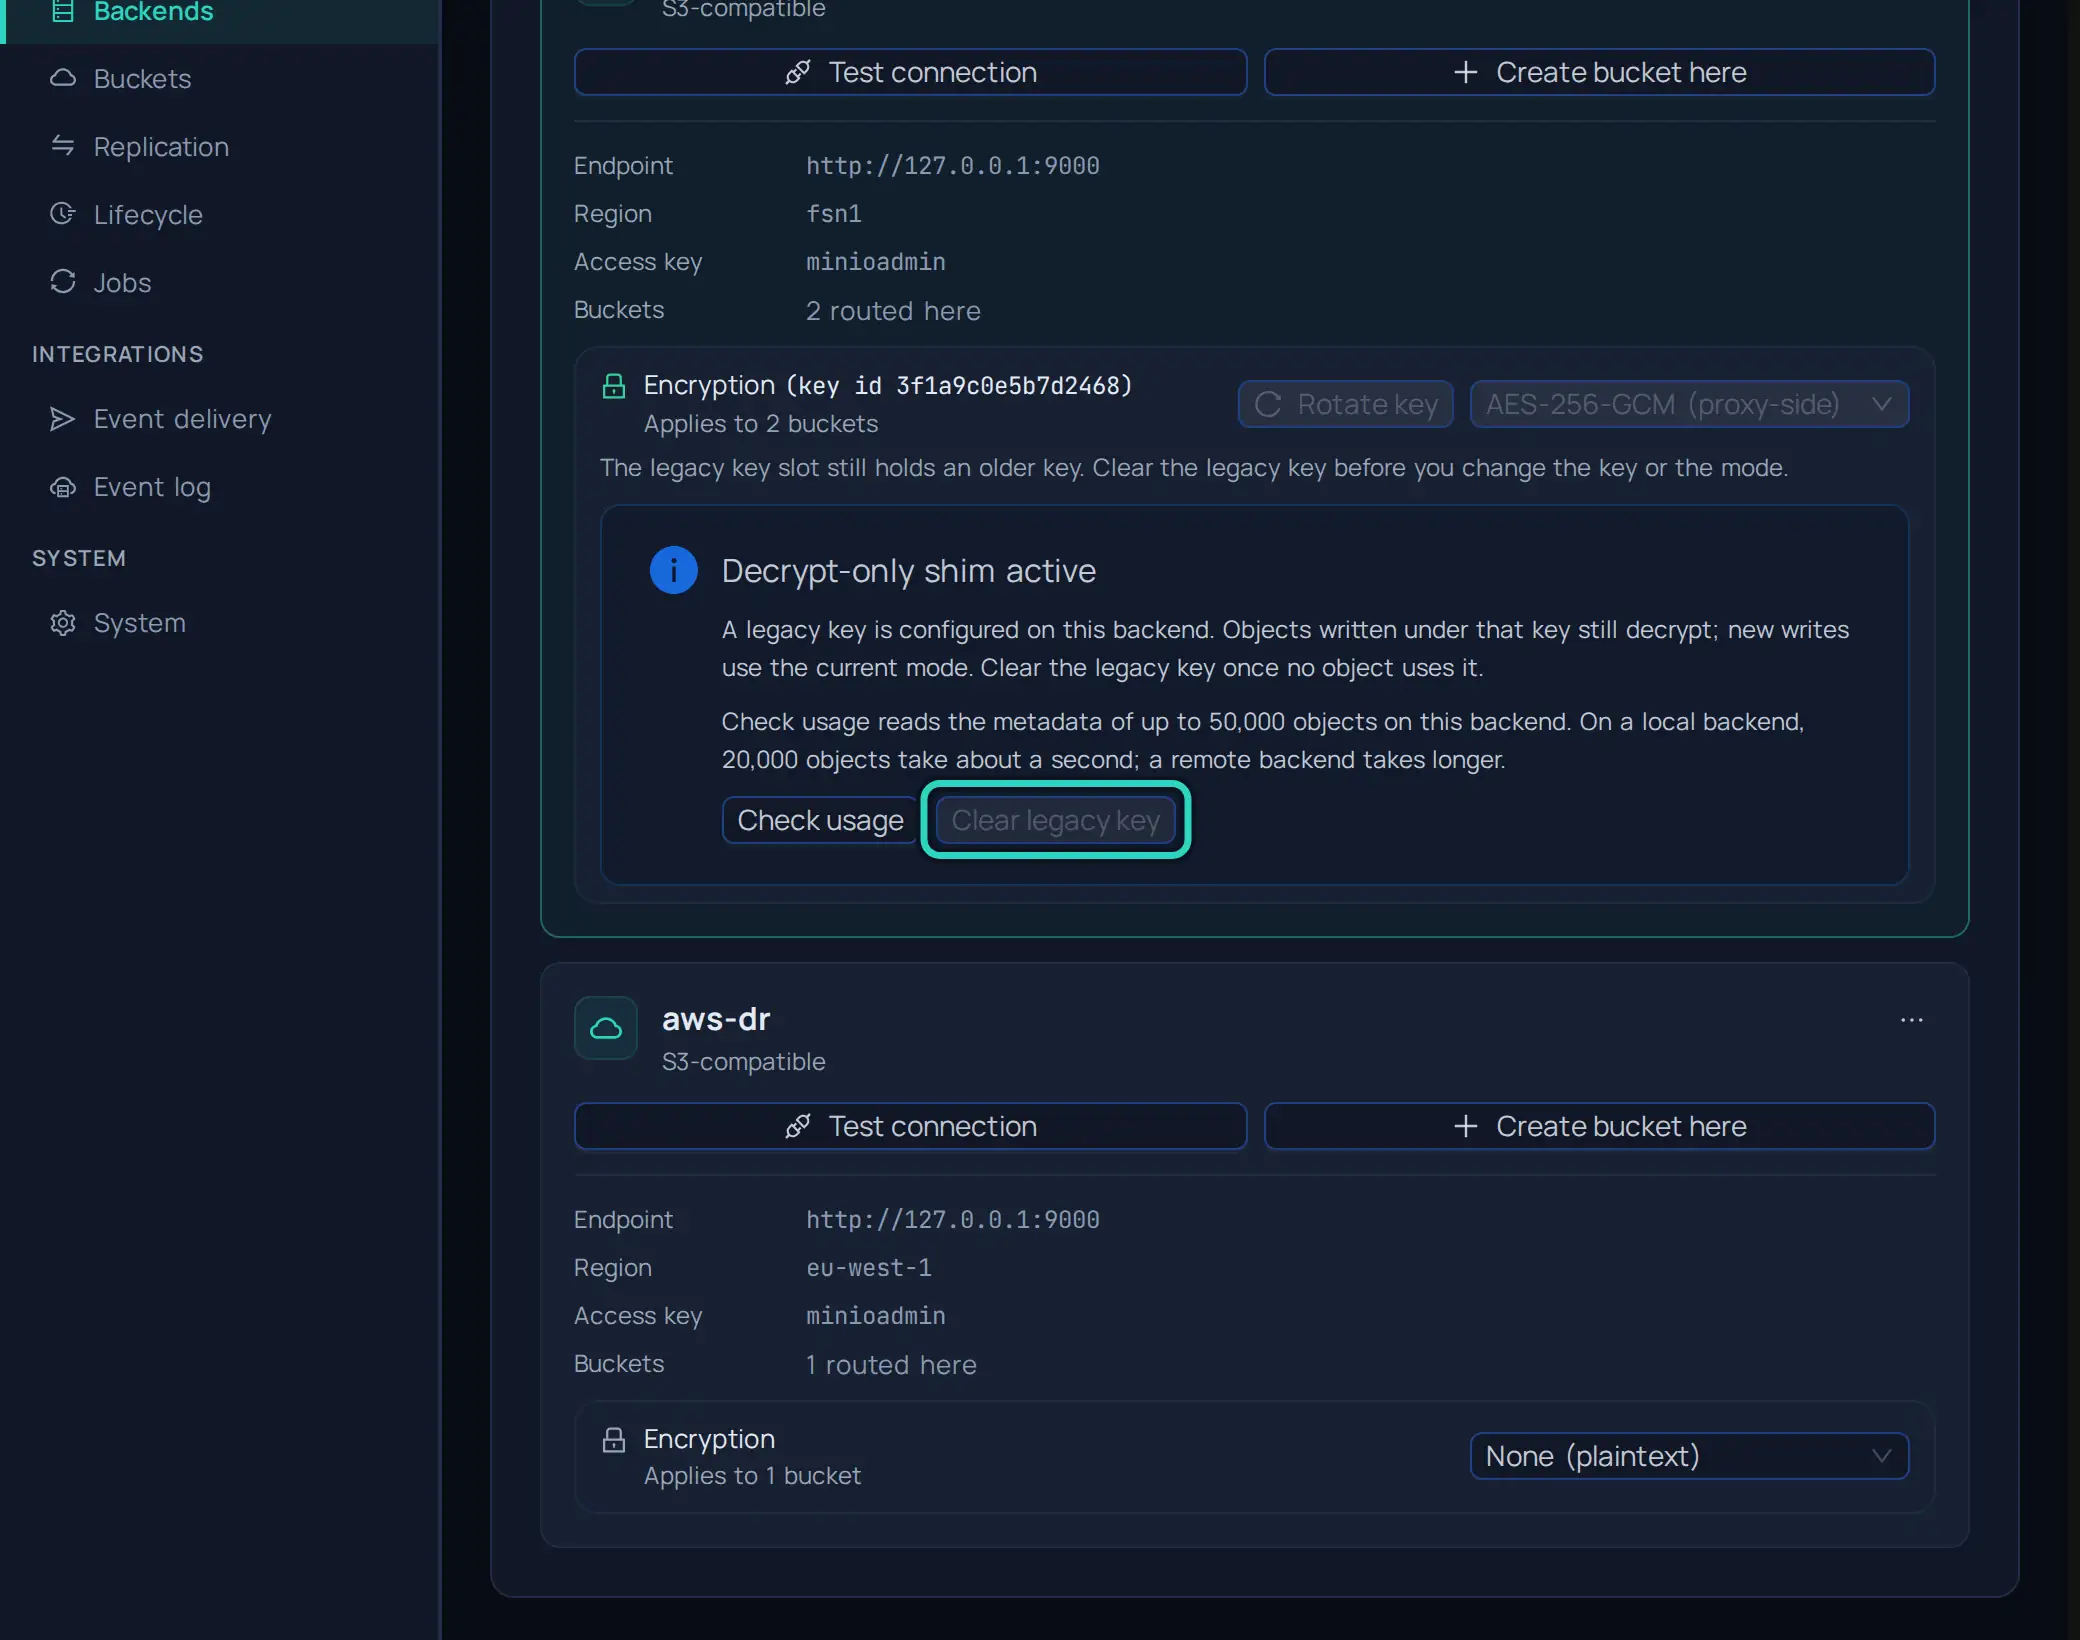 Backends
Buckets
Replication
Lifecycle
Jobs
INTEGRATIONS
Event delivery
Event log
SYSTEM
System
S3-compatible
Test connection
Create bucket here
Endpoint http://127.0.0.1:9000
Region fsn1
Access key minioadmin
Buckets 2 routed here
Encryption (key id 3f1a9c0e5b7d2468)
Applies to 2 buckets
Rotate key
AES-256-GCM (proxy-side)
The legacy key slot still holds an older key. Clear the legacy key before you change the key or the mode.
Decrypt-only shim active
A legacy key is configured on this backend. Objects written under that key still decrypt; new writes
use the current mode. Clear the legacy key once no object uses it.
Check usage reads the metadata of up to 50,000 objects on this backend. On a local backend,
20,000 objects take about a second; a remote backend takes longer.
Check usage
Clear legacy key
aws-dr
S3-compatible
Test connection
Create bucket here
Endpoint http://127.0.0.1:9000
Region eu-west-1
Access key minioadmin
Buckets 1 routed here
Encryption
Applies to 1 bucket
None (plaintext)